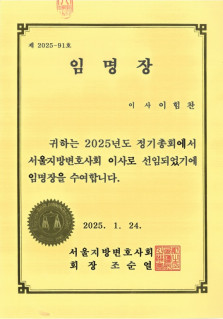 제 2025-91호
임명장
이 사 이 힘 찬
귀하는 2025년도 정기총회에서
서울지방변호사회 이사로 선임되었기에
임명장을 수여합니다.
2025. 1. 24.
서울지방변호사회
회 장 조 순 열